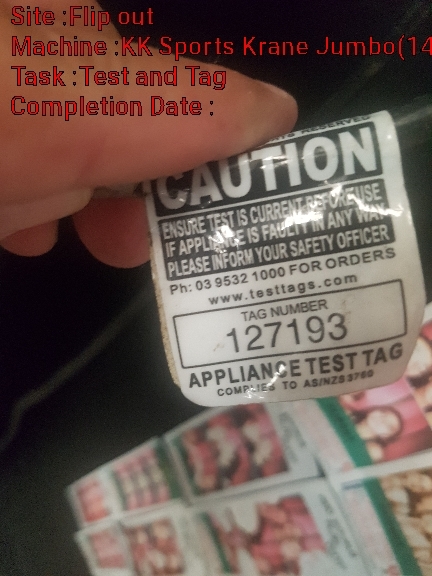 Site :Flip out
Machine :KK Sports Krane Jumbo(14
Task :Test and Tag
Completion Date :
RESERVED
CAUTION
ENSURE TEST IS CURRENT BEFORE USE
IF APPLIANCE IS FAULTY IN ANY WAY
PLEASE INFORM YOUR SAFETY OFFICER
Ph: 03 9532 1000 FOR ORDERS
www.testtags.com
TAG NUMBER
127193
APPLIANCE TEST TAG
COMPLIES TO AS/NZS 3760